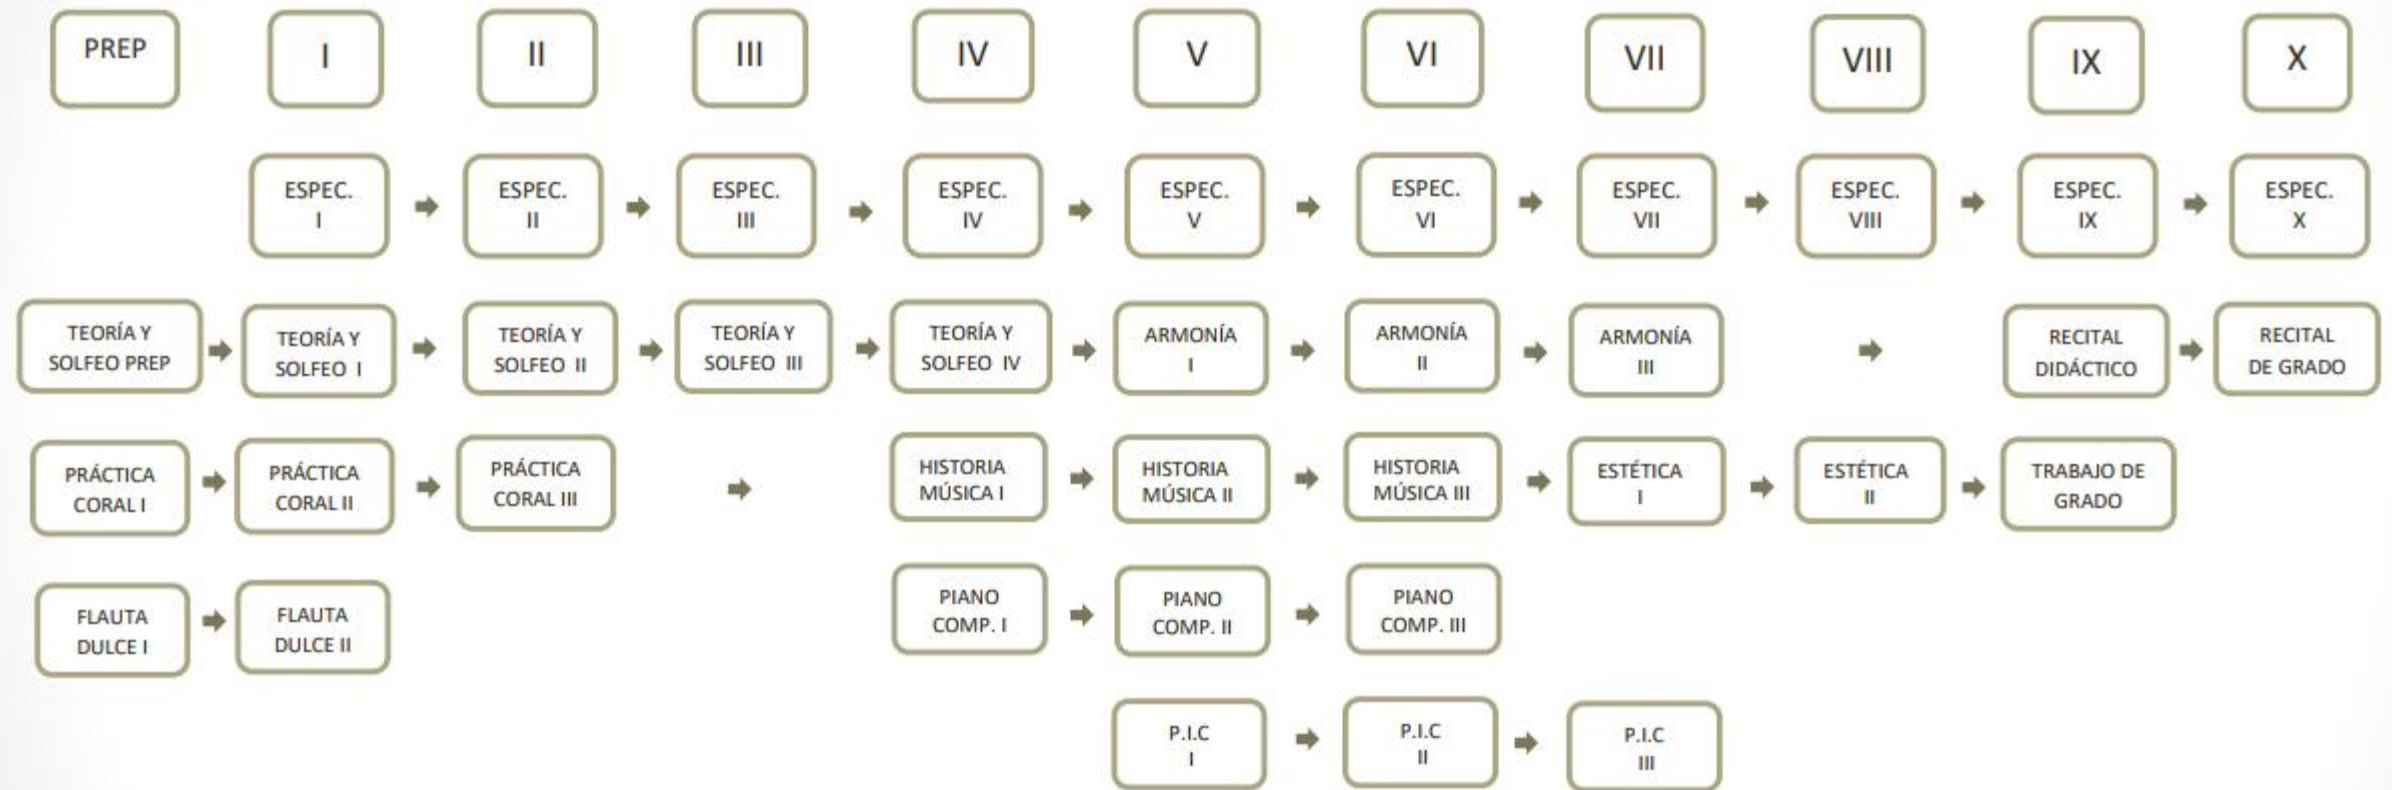 PREP
I
II
III
IV
V
VI
VII
VIII
IX
X
ESPEC.
I
ESPEC.
II
ESPEC.
III
ESPEC.
IV
ESPEC.
V
ESPEC.
VI
ESPEC.
VII
ESPEC.
VIII
ESPEC.
IX
ESPEC.
X
TEORÍA Y
SOLFEO PREP
TEORÍA Y
SOLFEO I
TEORÍA Y
SOLFEO II
TEORÍA Y
SOLFEO III
TEORÍA Y
SOLFEO IV
ARMONÍA
I
ARMONÍA
II
ARMONÍA
III
RECITAL
DIDÁCTICO
RECITAL
DE GRADO
PRÁCTICA
CORAL I
PRÁCTICA
CORAL II
PRÁCTICA
CORAL III
HISTORIA
MÚSICA I
HISTORIA
MÚSICA II
HISTORIA
MÚSICA III
ESTÉTICA
I
ESTÉTICA
II
TRABAJO DE
GRADO
FLAUTA
DULCE I
FLAUTA
DULCE II
PIANO
COMP. I
PIANO
COMP. II
PIANO
COMP. III
P.I.C
I
P.I.C
II
P.I.C
III